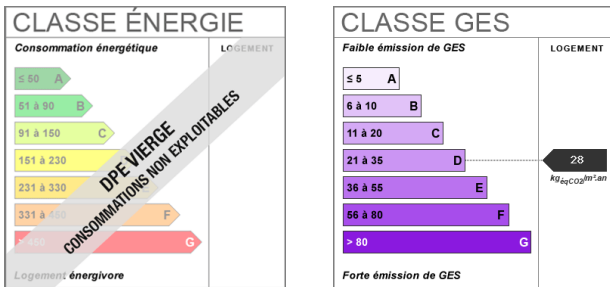 CLASSE ÉNERGIE
Consommation énergétique
LOGEMENT
≤ 50 A
51 à 90 B
91 à 150 C
151 à 230
231 à 330
331 à 450 F
> 450 G
DPE VIERGE
CONSOMMATIONS NON EXPLOITABLES
Logement énergivore
CLASSE GES
Faible émission de GES
LOGEMENT
≤ 5 A
6 à 10 B
11 à 20 C
21 à 35 D
28
kgéqCO2/m².an
36 à 55 E
56 à 80 F
> 80 G
Forte émission de GES